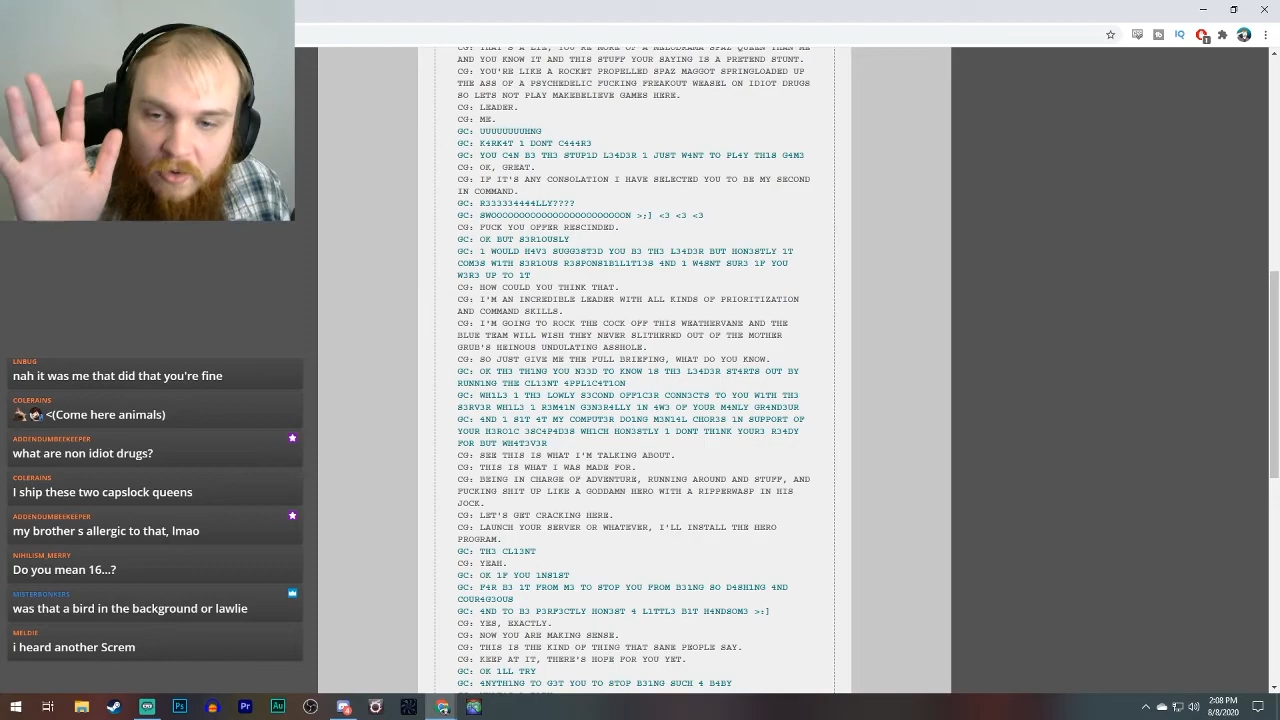 CG: THAT'S A LIE, YOU'RE MORE OF A MELODRAMA SPAZ QUEEN THAN ME
AND YOU KNOW IT AND THIS STUFF YOUR SAYING IS A PRETEND STUNT.
CG: YOU'RE LIKE A ROCKET PROPELLED SPAZ MAGGOT SPRINGLOADED UP
THE ASS OF A PSYCHEDELIC FUCKING FREAKOUT WEASEL ON IDIOT DRUGS
SO LETS NOT PLAY MAKEBELIEVE GAMES HERE.
CG: LEADER.
CG: ME.
GC: UUUUUUUUHNG
GC: K4RK4T 1 DONT C444R3
GC: YOU C4N B3 TH3 STUP1D L34D3R 1 JUST W4NT TO PL4Y TH1S G4M3
CG: OK, GREAT.
CG: IF IT'S ANY CONSOLATION I HAVE SELECTED YOU TO BE MY SECOND
IN COMMAND.
GC: R333334444LLY????
GC: SWOOOOOOOOOOOOOOOOOOOOOOOOON >;] <3 <3 <3
CG: FUCK YOU OFFER RESCINDED.
GC: OK BUT S3R1OUSLY
GC: 1 WOULD H4V3 SUGG3ST3D YOU B3 TH3 L34D3R BUT HON3STLY 1T
COM3S W1TH S3R1OUS R3SPONS1B1L1T13S 4ND 1 W4SNT SUR3 1F YOU
W3R3 UP TO 1T
CG: HOW COULD YOU THINK THAT.
CG: I'M AN INCREDIBLE LEADER WITH ALL KINDS OF PRIORITIZATION
AND COMMAND SKILLS.
CG: I'M GOING TO ROCK THE COCK OFF THIS WEATHERVANE AND THE
BLUE TEAM WILL WISH THEY NEVER SLITHERED OUT OF THE MOTHER
GRUB'S HEINOUS UNDULATING ASSHOLE.
CG: SO JUST GIVE ME THE FULL BRIEFING, WHAT DO YOU KNOW.
GC: OK TH3 TH1NG YOU N33D TO KNOW 1S TH3 L34D3R ST4RTS OUT BY
RUNN1NG THE CL13NT 4PPL1C4T1ON
GC: WH1L3 1 TH3 LOWLY S3COND OFF1C3R CONN3CTS TO YOU W1TH TH3
S3RV3R WH1L3 1 R3M41N G3N3R4LLY 1N 4W3 OF YOUR M4NLY GR4ND3UR
GC: 4ND 1 S1T 4T MY COMPUT3R DO1NG M3N14L CHOR3S 1N SUPPORT OF
YOUR H3RO1C 3SC4P4D3S WH1CH HON3STLY 1 DONT TH1NK YOUR3 R34DY
FOR BUT WH4T3V3R
CG: SEE THIS IS WHAT I'M TALKING ABOUT.
CG: THIS IS WHAT I WAS MADE FOR.
CG: BEING IN CHARGE OF ADVENTURE, RUNNING AROUND AND STUFF, AND
FUCKING SHIT UP LIKE A GODDAMN HERO WITH A RIPPERWASP IN HIS
JOCK.
CG: LET'S GET CRACKING HERE.
CG: LAUNCH YOUR SERVER OR WHATEVER, I'LL INSTALL THE HERO
PROGRAM.
GC: TH3 CL13NT
CG: YEAH.
GC: OK 1F YOU 1NS1ST
GC: F4R B3 1T FROM M3 TO STOP YOU FROM B31NG SO D4SH1NG 4ND
COUR4G3OUS
GC: 4ND TO B3 P3RF3CTLY HON3ST 4 L1TTL3 B1T H4NDSOM3 >:]
CG: YES, EXACTLY.
CG: NOW YOU ARE MAKING SENSE.
CG: THIS IS THE KIND OF THING THAT SANE PEOPLE SAY.
CG: KEEP AT IT, THERE'S HOPE FOR YOU YET.
GC: OK 1LL TRY
GC: 4NYTH1NG TO G3T YOU TO STOP B31NG SUCH 4 B4BY
LNBUG
nah it was me that did that you're fine
COLERAINS
<(Come here animals)
ADDENDUMBEEKEEPER
what are non idiot drugs?
COLERAINS
I ship these two capslock queens
ADDENDUMBEEKEEPER
my brother s allergic to that, lmao
NIHILISM_MERRY
Do you mean 16...?
MISTERBONKERS
was that a bird in the background or lawlie
MELDIE
i heard another Screm
IQ
1
Ps
Pr
Au
2:08 PM
8/8/2020